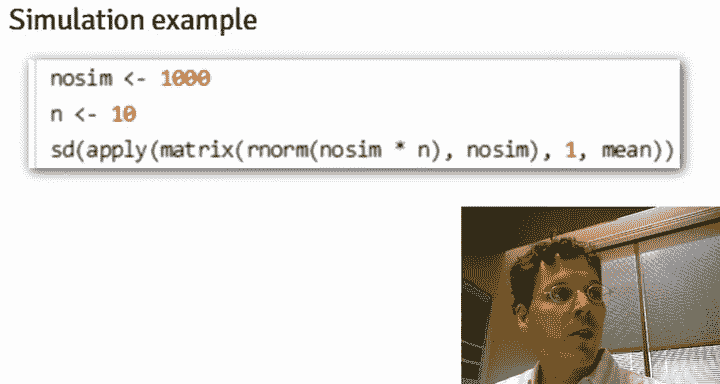 Simulation example
nosim <- 1000
n <- 10
sd(apply(matrix(rnorm(nosim * n), nosim), 1, mean))